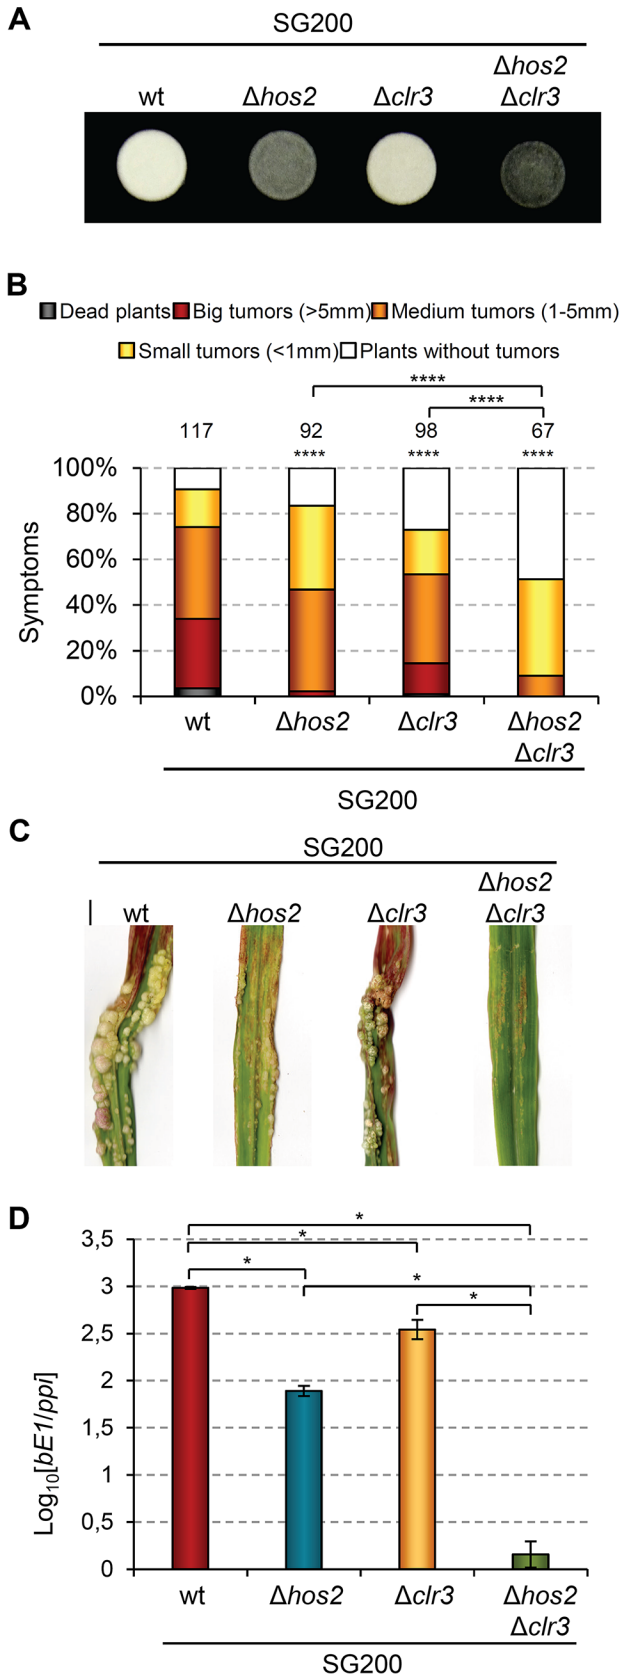 A
SG200
wt Δhos2 Δclr3 Δhos2
Δclr3
B
Dead plants Big tumors (>5mm) Medium tumors (1-5mm)
Small tumors (<1mm) Plants without tumors
****
****
117 92 98 67
**** **** ****
100%
80%
60%
40%
20%
0%
Symptoms
wt Δhos2 Δclr3 Δhos2
Δclr3
SG200
C
SG200
wt Δhos2 Δclr3 Δhos2
Δclr3
D
*
*
* *
*
3,5
3
2,5
2
1,5
1
0,5
0
Log10[bE1/ppi]
wt Δhos2 Δclr3 Δhos2
Δclr3
SG200